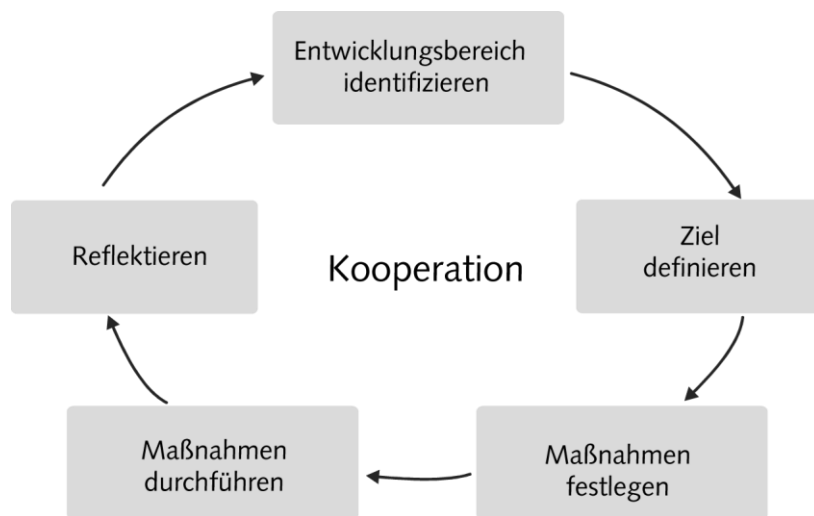 Entwicklungsbereich
identifizieren
Ziel
definieren
Maßnahmen
festlegen
Maßnahmen
durchführen
Reflektieren
Kooperation